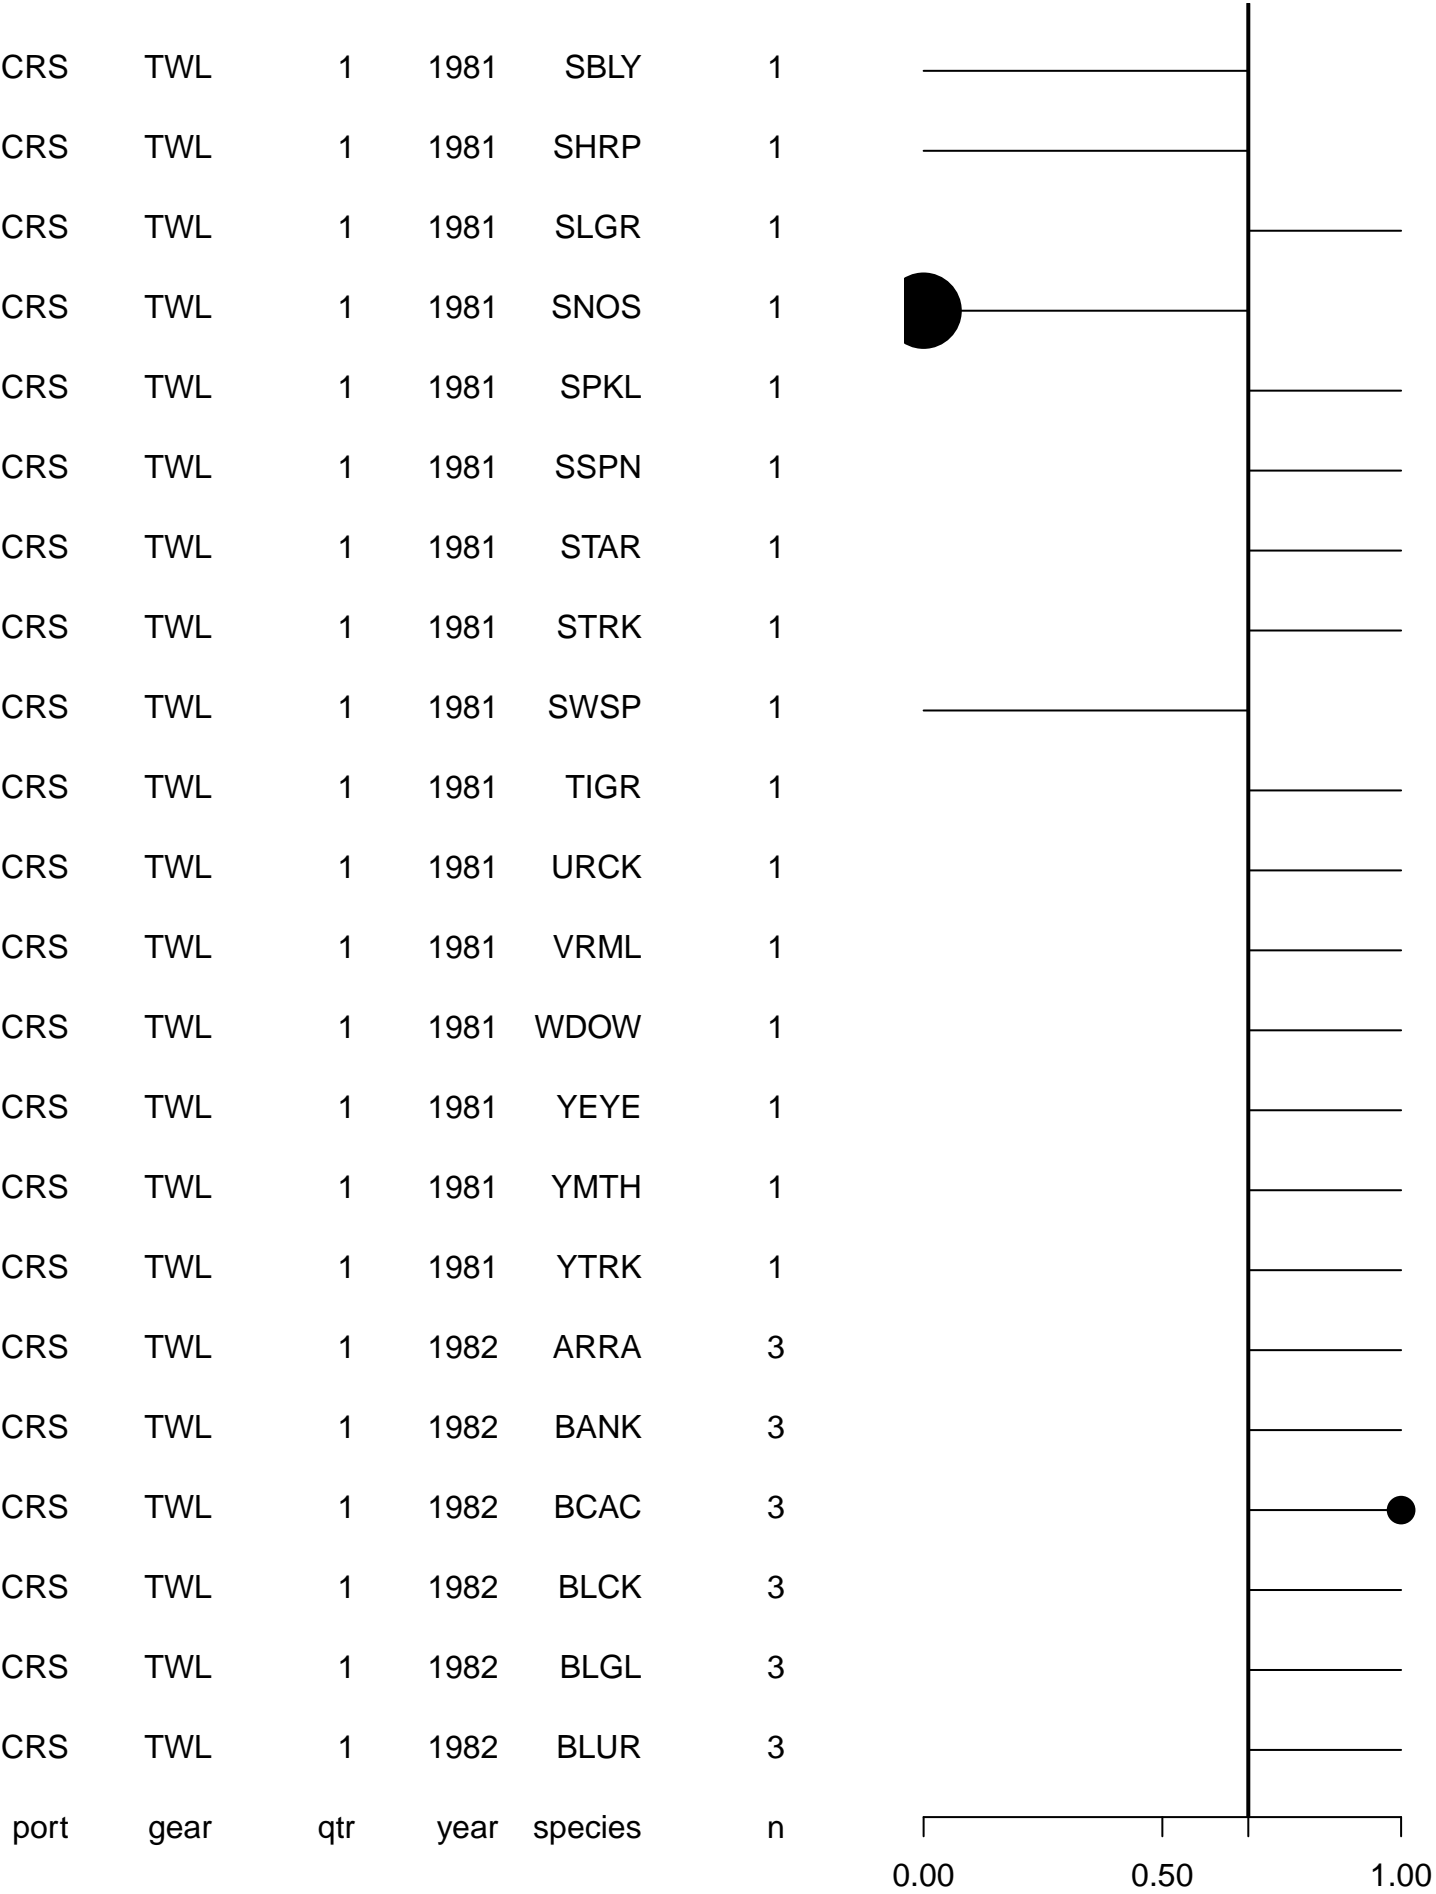 CRS TWL 1 1981 SBLY 1
CRS TWL 1 1981 SHRP 1
CRS TWL 1 1981 SLGR 1
CRS TWL 1 1981 SNOS 1
CRS TWL 1 1981 SPKL 1
CRS TWL 1 1981 SSPN 1
CRS TWL 1 1981 STAR 1
CRS TWL 1 1981 STRK 1
CRS TWL 1 1981 SWSP 1
CRS TWL 1 1981 TIGR 1
CRS TWL 1 1981 URCK 1
CRS TWL 1 1981 VRML 1
CRS TWL 1 1981 WDOW 1
CRS TWL 1 1981 YEYE 1
CRS TWL 1 1981 YMTH 1
CRS TWL 1 1981 YTRK 1
CRS TWL 1 1982 ARRA 3
CRS TWL 1 1982 BANK 3
CRS TWL 1 1982 BCAC 3
CRS TWL 1 1982 BLCK 3
CRS TWL 1 1982 BLGL 3
CRS TWL 1 1982 BLUR 3
port gear qtr year species n
0.00 0.50 1.00